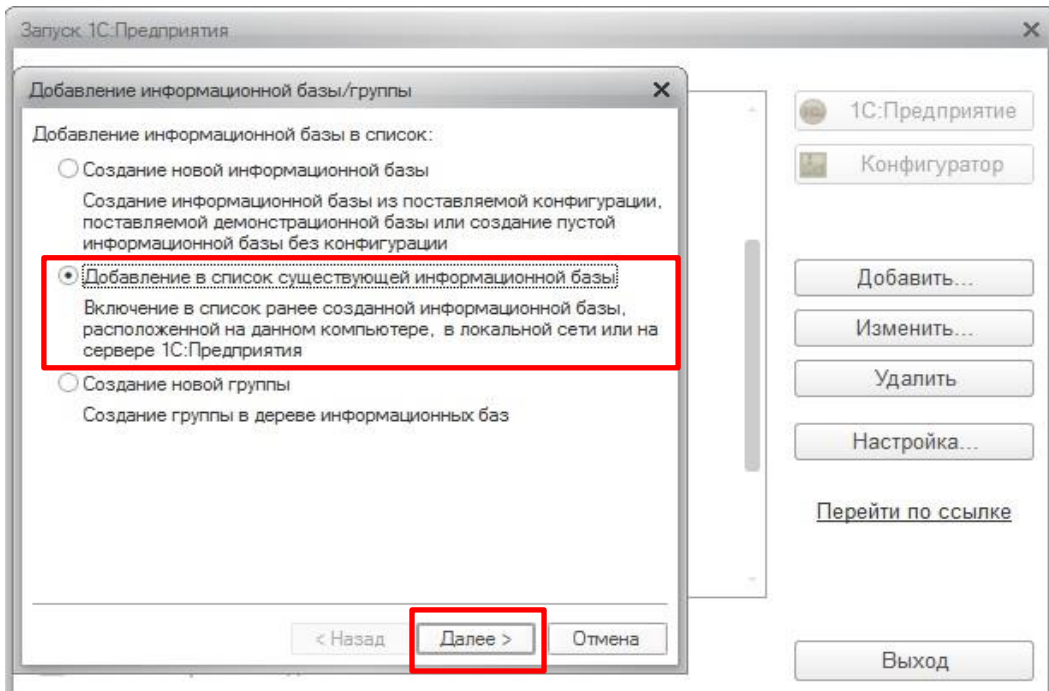 Запуск 1С:Предприятия
Добавление информационной базы/группы
Добавление информационной базы в список:
Создание новой информационной базы
Создание информационной базы из поставляемой конфигурации,
поставляемой демонстрационной базы или создание пустой
информационной базы без конфигурации
Добавление в список существующей информационной базы
Включение в список ранее созданной информационной базы,
расположенной на данном компьютере, в локальной сети или на
сервере 1С:Предприятия
Создание новой группы
Создание группы в дереве информационных баз
< Назад
Далее >
Отмена
1С:Предприятие
Конфигуратор
Добавить...
Изменить...
Удалить
Настройка...
Перейти по ссылке
Выход